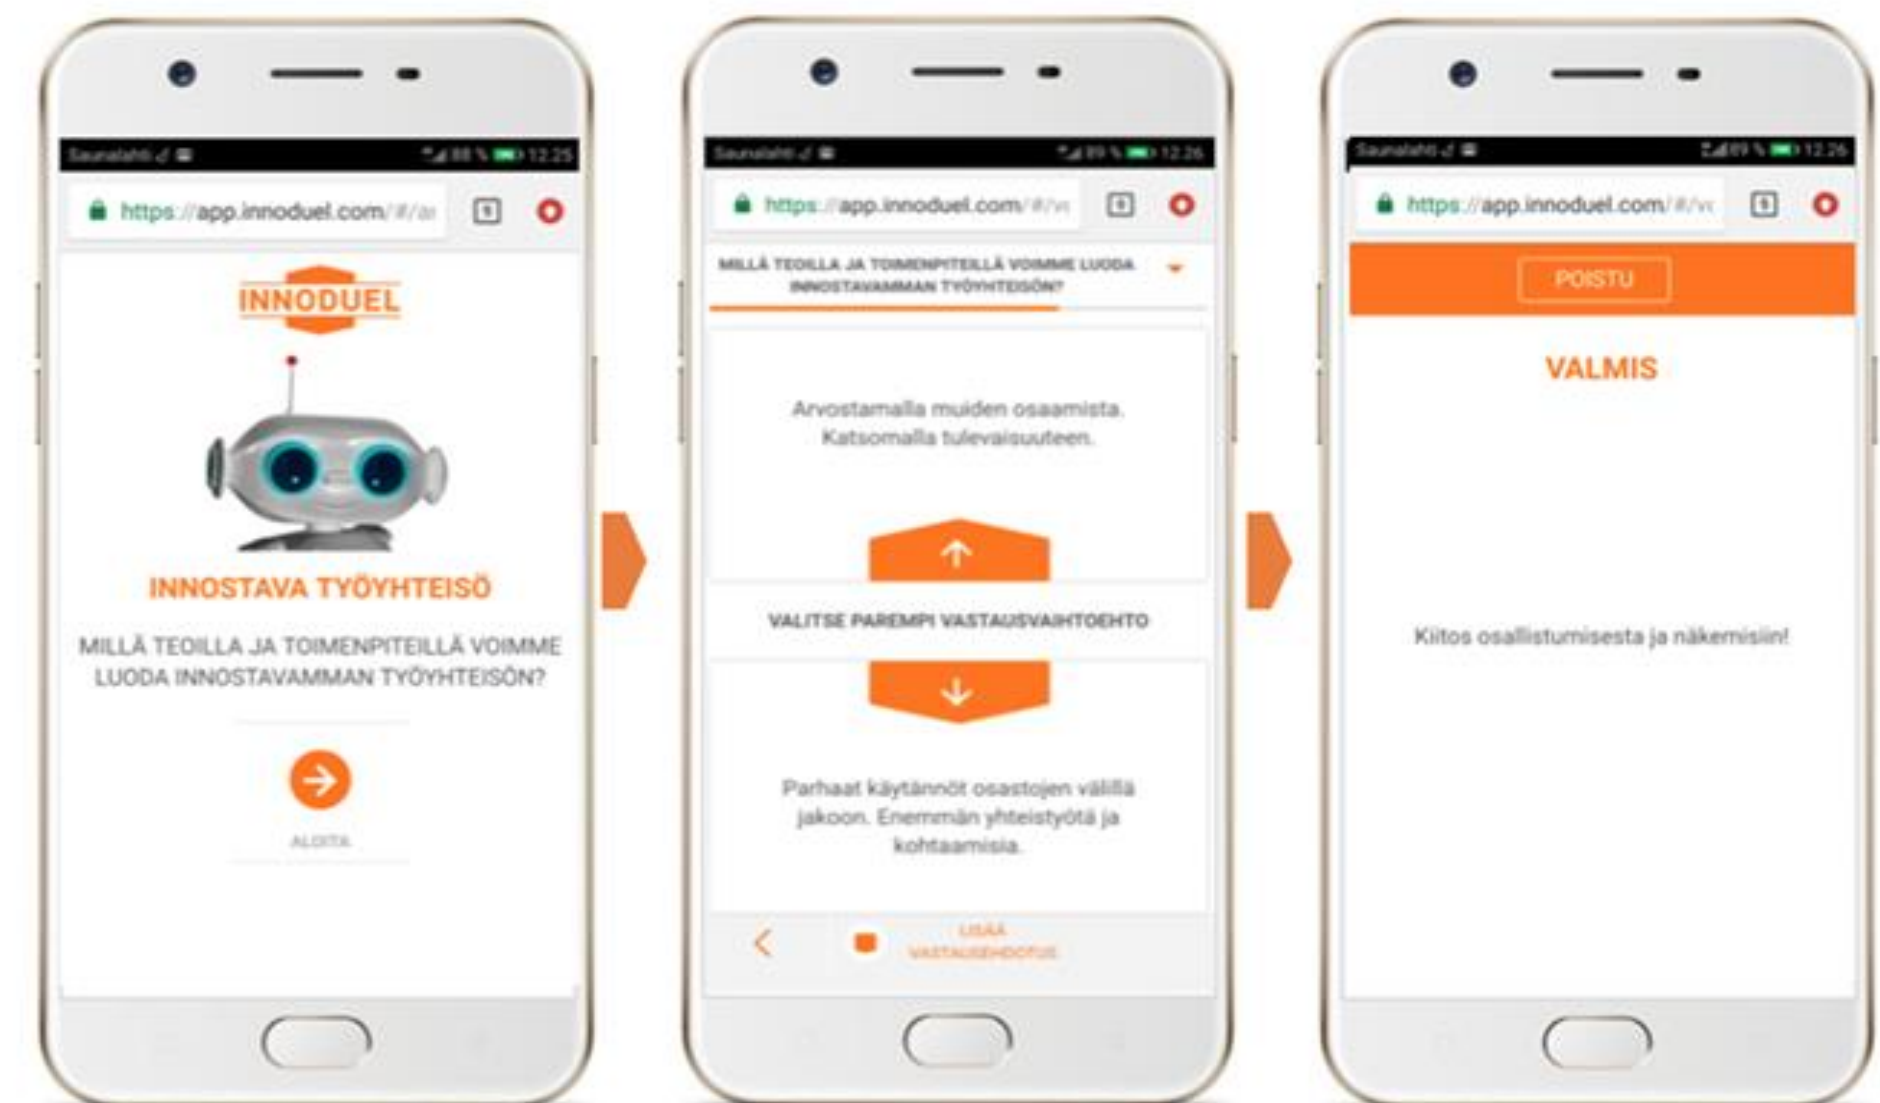 Saunalahti
88 % 12.25
https://app.innoduel.com/#/a
INNODUEL
INNOSTAVA TYÖYHTEISÖ
MILLÄ TEOILLA JA TOIMENPITEILLÄ VOIMME
LUODA INNOSTAVAMMAN TYÖYHTEISÖN?
ALOITA
Saunalahti
89 % 12.26
https://app.innoduel.com/#/v
MILLÄ TEOILLA JA TOIMENPITEILLÄ VOIMME LUODA
INNOSTAVAMMAN TYÖYHTEISÖN?
Arvostamalla muiden osaamista.
Katsomalla tulevaisuuteen.
VALITSE PAREMPI VASTAUSVAIHTOEHTO
Parhaat käytännöt osastojen välillä
jakoon. Enemmän yhteistyötä ja
kohtaamisia.
LISÄÄ
VASTAUSEHDOTUS
Saunalahti
89 % 12.26
https://app.innoduel.com/#/v
POISTU
VALMIS
Kiitos osallistumisesta ja näkemisiin!